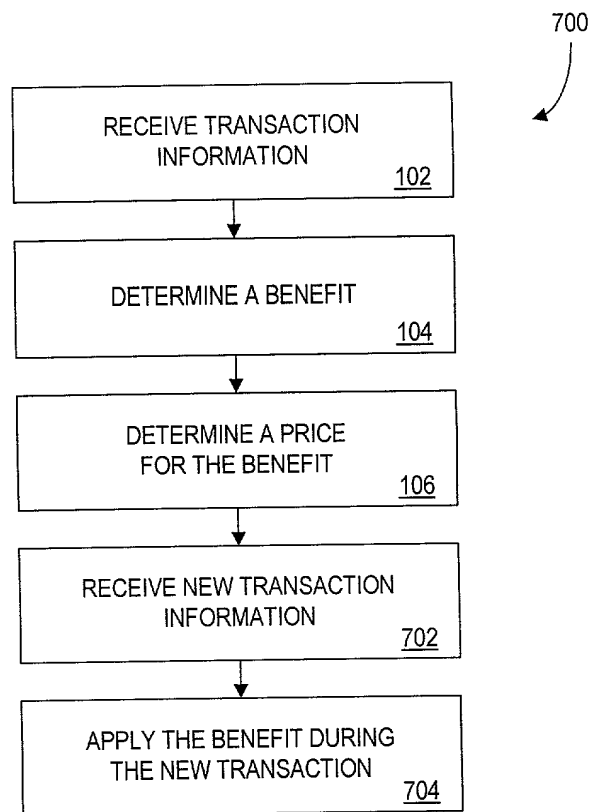 700
RECEIVE TRANSACTION
INFORMATION
102
DETERMINE A BENEFIT
104
DETERMINE A PRICE
FOR THE BENEFIT
106
RECEIVE NEW TRANSACTION
INFORMATION
702
APPLY THE BENEFIT DURING
THE NEW TRANSACTION
704